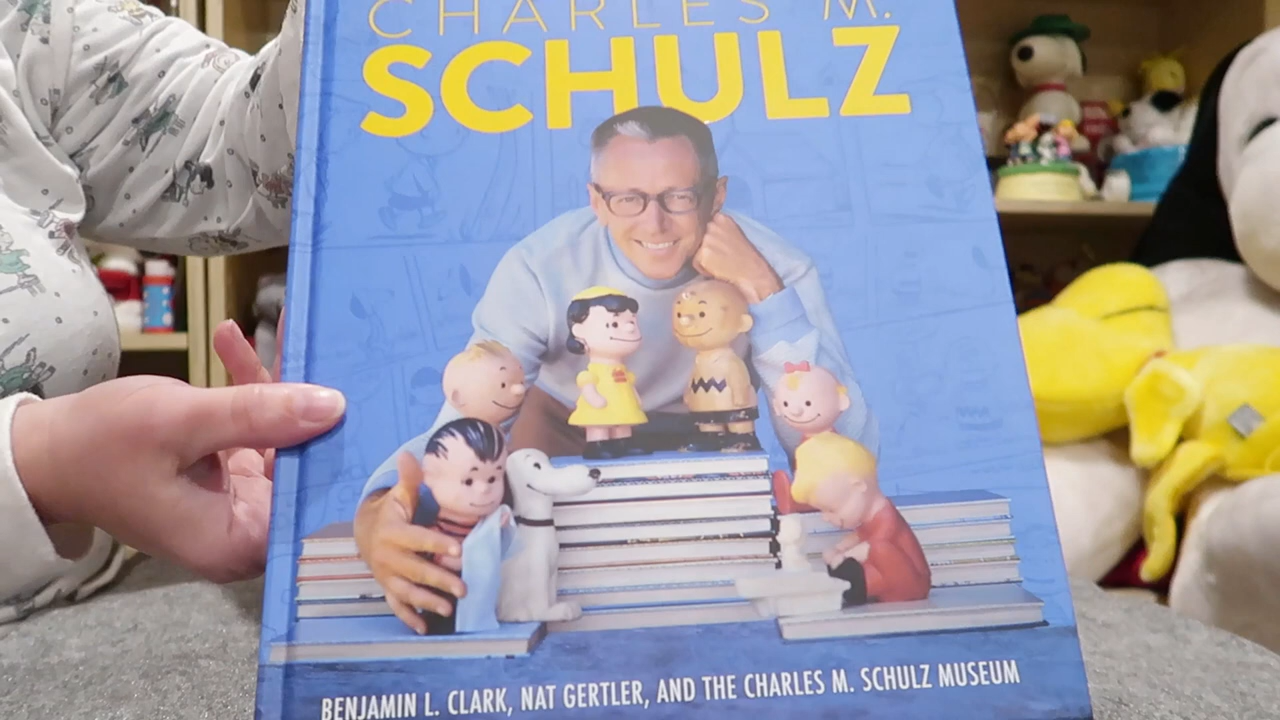 CHARLES M.
SCHULZ
BENJAMIN L. CLARK, NAT GERTLER, AND THE CHARLES M. SCHULZ MUSEUM